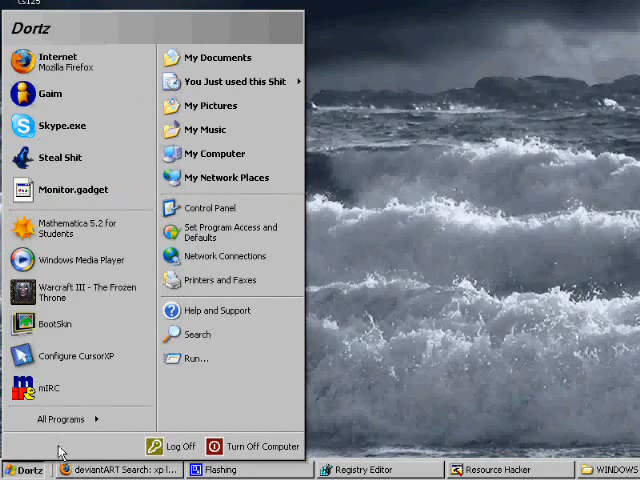 cs125
Dortz
Internet
Mozilla Firefox
Gaim
Skype.exe
Steal Shit
Monitor.gadget
Mathematica 5.2 for
Students
Windows Media Player
Warcraft III - The Frozen
Throne
BootSkin
Configure CursorXP
mIRC
All Programs
My Documents
You Just used this Shit
My Pictures
My Music
My Computer
My Network Places
Control Panel
Set Program Access and
Defaults
Network Connections
Printers and Faxes
Help and Support
Search
Run...
Log Off
Turn Off Computer
Dortz
deviantART Search: xp l...
Flashing
Registry Editor
Resource Hacker
WINDOWS